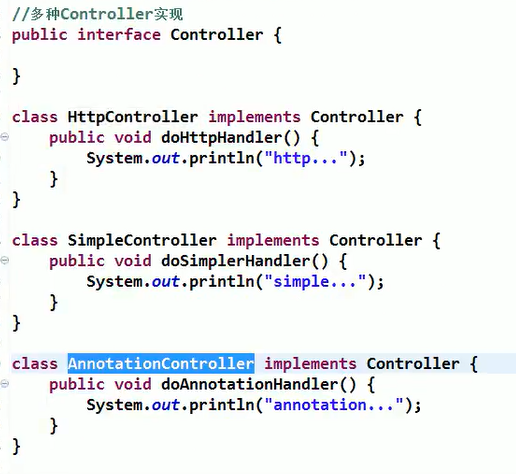 //多种Controller实现
public interface Controller {
}
class HttpController implements Controller {
public void doHttpHandler() {
System.out.println("http...");
}
}
class SimpleController implements Controller {
public void doSimplerHandler() {
System.out.println("simple...");
}
}
class AnnotationController implements Controller {
public void doAnnotationHandler() {
System.out.println("annotation...");
}
}